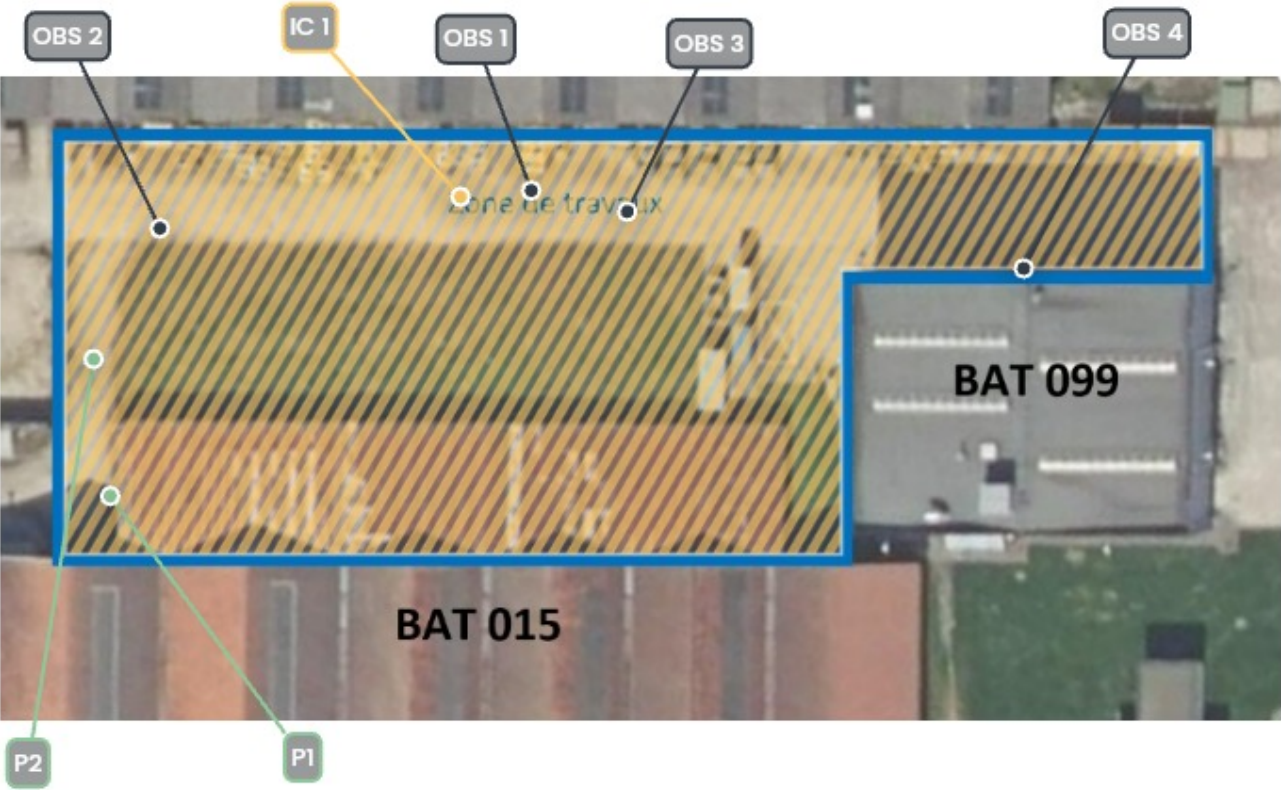 OBS 2
IC 1
OBS 1
OBS 3
OBS 4
Zone de travaux
BAT 099
BAT 015
P2
P1